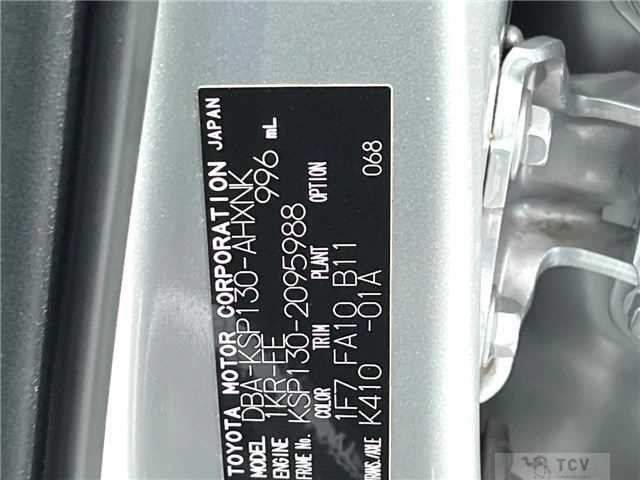 TOYOTA MOTOR CORPORATION JAPAN
MODEL DBA-KSP130-AHXNK
ENGINE 1KR-FE 996 mL
FRAME No. KSP130-2095988
COLOR TRIM PLANT OPTION
1F7 FA10 B11 068
TRANS./AXLE K410 -01A
TCV